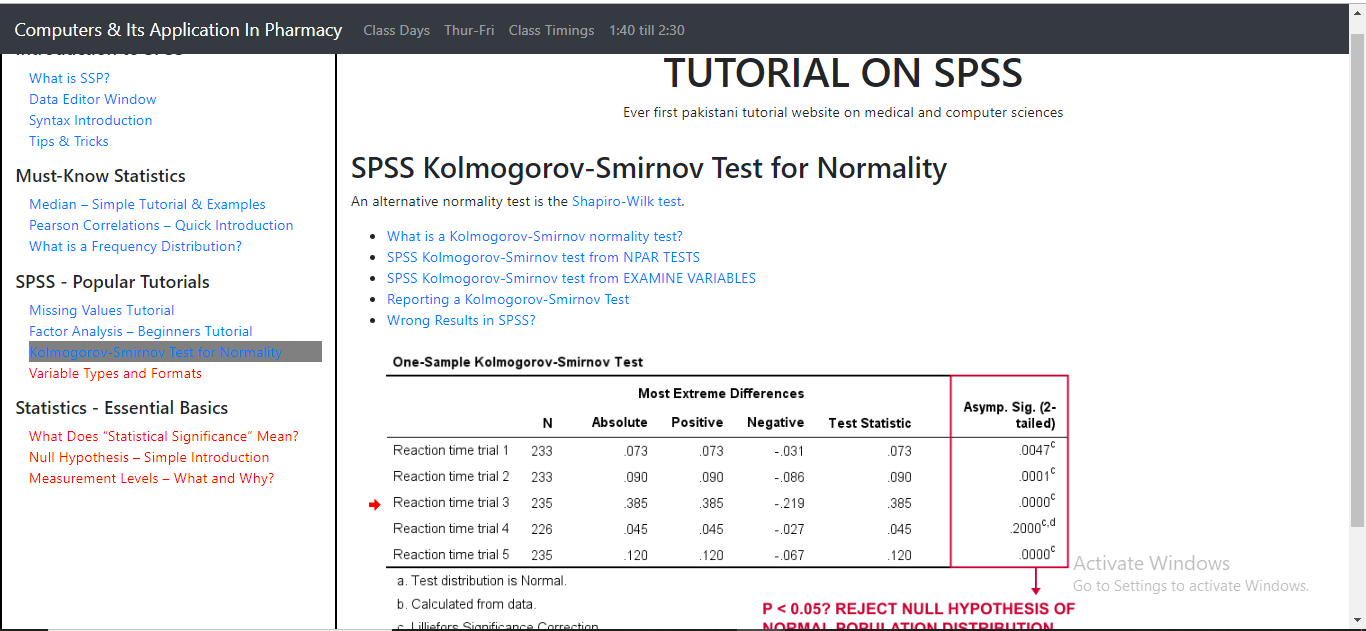 Computers & Its Application In Pharmacy Class Days Thur-Fri Class Timings 1:40 till 2:30
Introduction to SPSS
What is SSP?
Data Editor Window
Syntax Introduction
Tips & Tricks
Must-Know Statistics
Median – Simple Tutorial & Examples
Pearson Correlations – Quick Introduction
What is a Frequency Distribution?
SPSS - Popular Tutorials
Missing Values Tutorial
Factor Analysis – Beginners Tutorial
Kolmogorov-Smirnov Test for Normality
Variable Types and Formats
Statistics - Essential Basics
What Does “Statistical Significance” Mean?
Null Hypothesis – Simple Introduction
Measurement Levels – What and Why?
TUTORIAL ON SPSS
Ever first pakistani tutorial website on medical and computer sciences
SPSS Kolmogorov-Smirnov Test for Normality
An alternative normality test is the Shapiro-Wilk test.
What is a Kolmogorov-Smirnov normality test?
SPSS Kolmogorov-Smirnov test from NPAR TESTS
SPSS Kolmogorov-Smirnov test from EXAMINE VARIABLES
Reporting a Kolmogorov-Smirnov Test
Wrong Results in SPSS?
One-Sample Kolmogorov-Smirnov Test
Most Extreme Differences
N Absolute Positive Negative Test Statistic Asymp. Sig. (2-
tailed)
Reaction time trial 1 233 .073 .073 -.031 .073 .0047c
Reaction time trial 2 233 .090 .090 -.086 .090 .0001c
Reaction time trial 3 235 .385 .385 -.219 .385 .0000c
Reaction time trial 4 226 .045 .045 -.027 .045 .2000c,d
Reaction time trial 5 235 .120 .120 -.067 .120 .0000c
a. Test distribution is Normal.
b. Calculated from data.
c. Lilliefors Significance Correction
P < 0.05? REJECT NULL HYPOTHESIS OF
NORMAL POPULATION DISTRIBUTION
Activate Windows
Go to Settings to activate Windows.